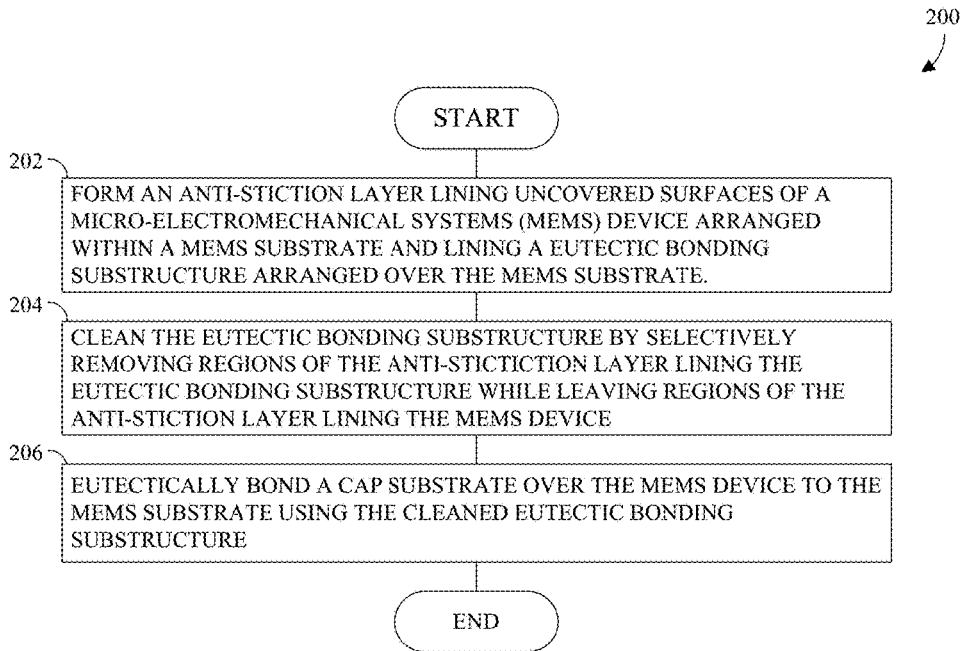 200
START
202
FORM AN ANTI-STICTION LAYER LINING UNCOVERED SURFACES OF A
MICRO-ELECTROMECHANICAL SYSTEMS (MEMS) DEVICE ARRANGED
WITHIN A MEMS SUBSTRATE AND LINING A EUTECTIC BONDING
SUBSTRUCTURE ARRANGED OVER THE MEMS SUBSTRATE.
204
CLEAN THE EUTECTIC BONDING SUBSTRUCTURE BY SELECTIVELY
REMOVING REGIONS OF THE ANTI-STICTICTION LAYER LINING THE
EUTECTIC BONDING SUBSTRUCTURE WHILE LEAVING REGIONS OF THE
ANTI-STICTION LAYER LINING THE MEMS DEVICE
206
EUTECTICALLY BOND A CAP SUBSTRATE OVER THE MEMS DEVICE TO THE
MEMS SUBSTRATE USING THE CLEANED EUTECTIC BONDING
SUBSTRUCTURE
END